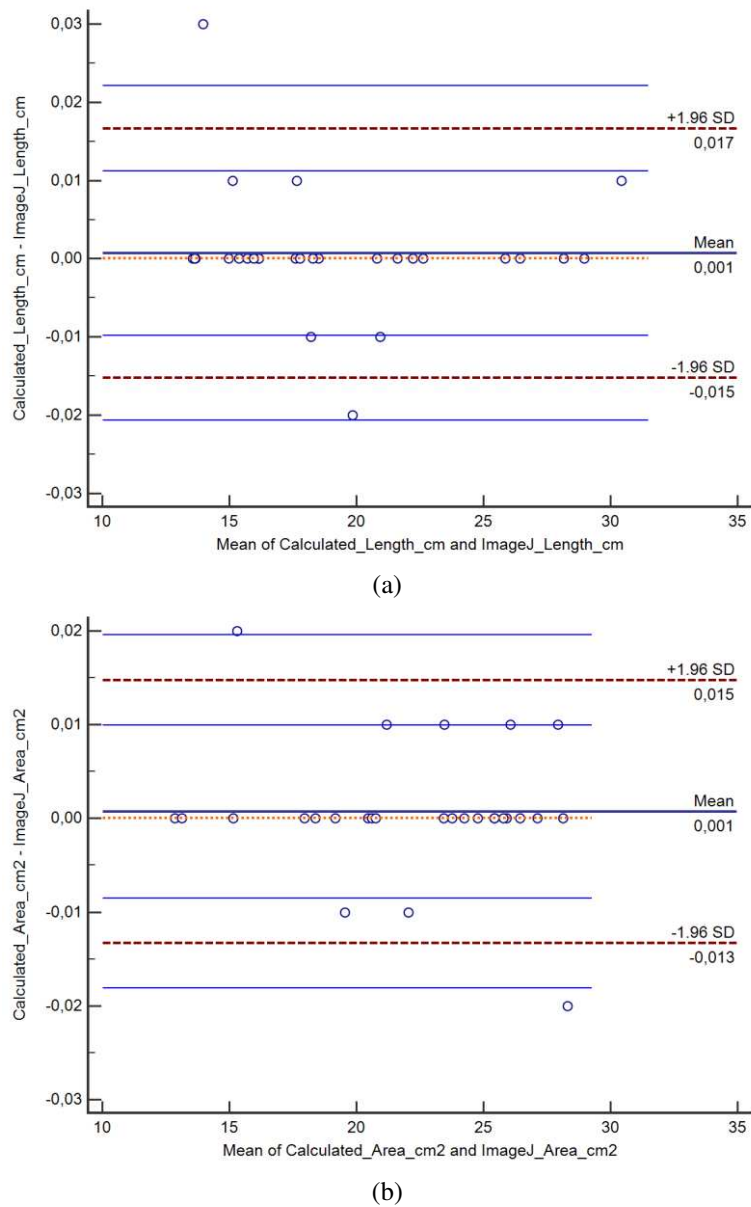 0,03
0,02
0,01
0,00
-0,01
-0,02
-0,03
Calculated_Length_cm - ImageJ_Length_cm
+1.96 SD
0,017
Mean
0,001
-1.96 SD
-0,015
10 15 20 25 30 35
Mean of Calculated_Length_cm and ImageJ_Length_cm
(a)
0,02
0,01
0,00
-0,01
-0,02
-0,03
Calculated_Area_cm2 - ImageJ_Area_cm2
+1.96 SD
0,015
Mean
0,001
-1.96 SD
-0,013
10 15 20 25 30 35
Mean of Calculated_Area_cm2 and ImageJ_Area_cm2
(b)